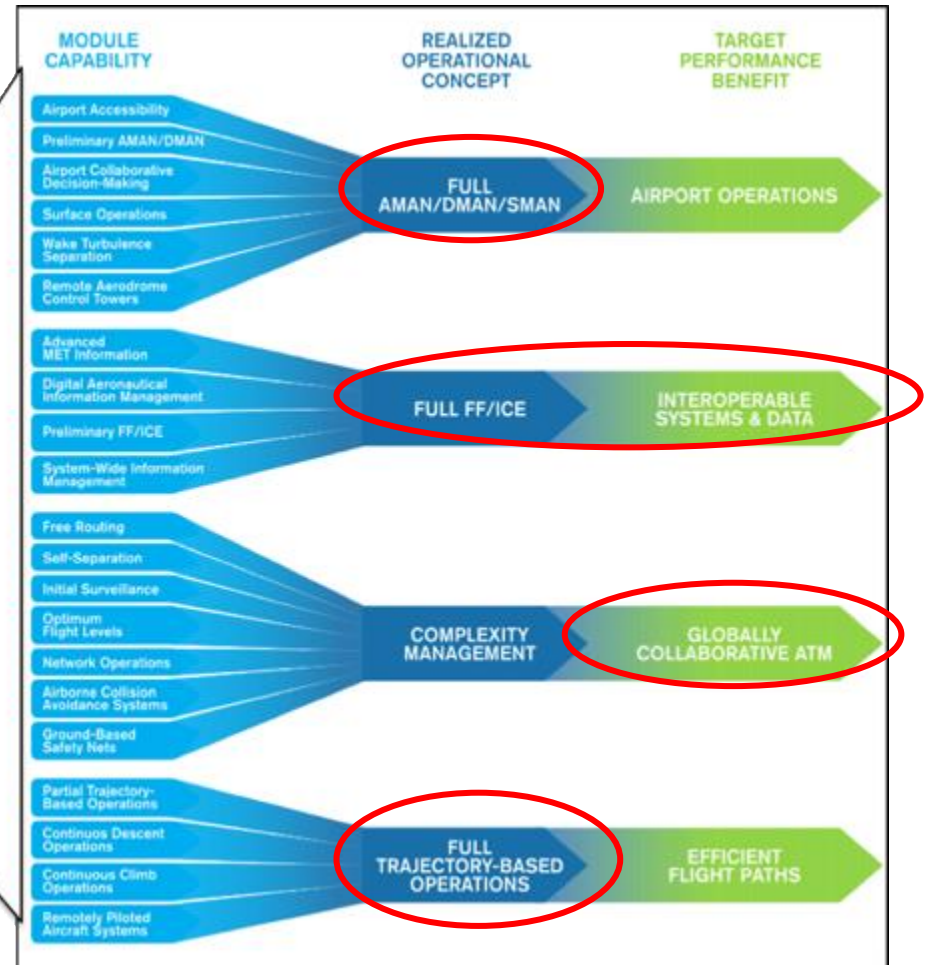 MODULE
CAPABILITY
REALIZED
OPERATIONAL
CONCEPT
TARGET
PERFORMANCE
BENEFIT
Airport Accessibility
Preliminary AMAN/DMAN
Airport Collaborative
Decision-Making
Surface Operations
Wake Turbulence
Separation
Remote Aerodrome
Control Towers
FULL
AMAN/DMAN/SMAN
AIRPORT OPERATIONS
Advanced
MET Information
Digital Aeronautical
Information Management
Preliminary FF/ICE
System-Wide Information
Management
FULL FF/ICE
INTEROPERABLE
SYSTEMS & DATA
Free Routing
Self-Separation
Initial Surveillance
Optimum
Flight Levels
Network Operations
Airborne Collision
Avoidance Systems
Ground-Based
Safety Nets
COMPLEXITY
MANAGEMENT
GLOBALLY
COLLABORATIVE ATM
Partial Trajectory-
Based Operations
Continuos Descent
Operations
Continuous Climb
Operations
Remotely Piloted
Aircraft Systems
FULL
TRAJECTORY-BASED
OPERATIONS
EFFICIENT
FLIGHT PATHS